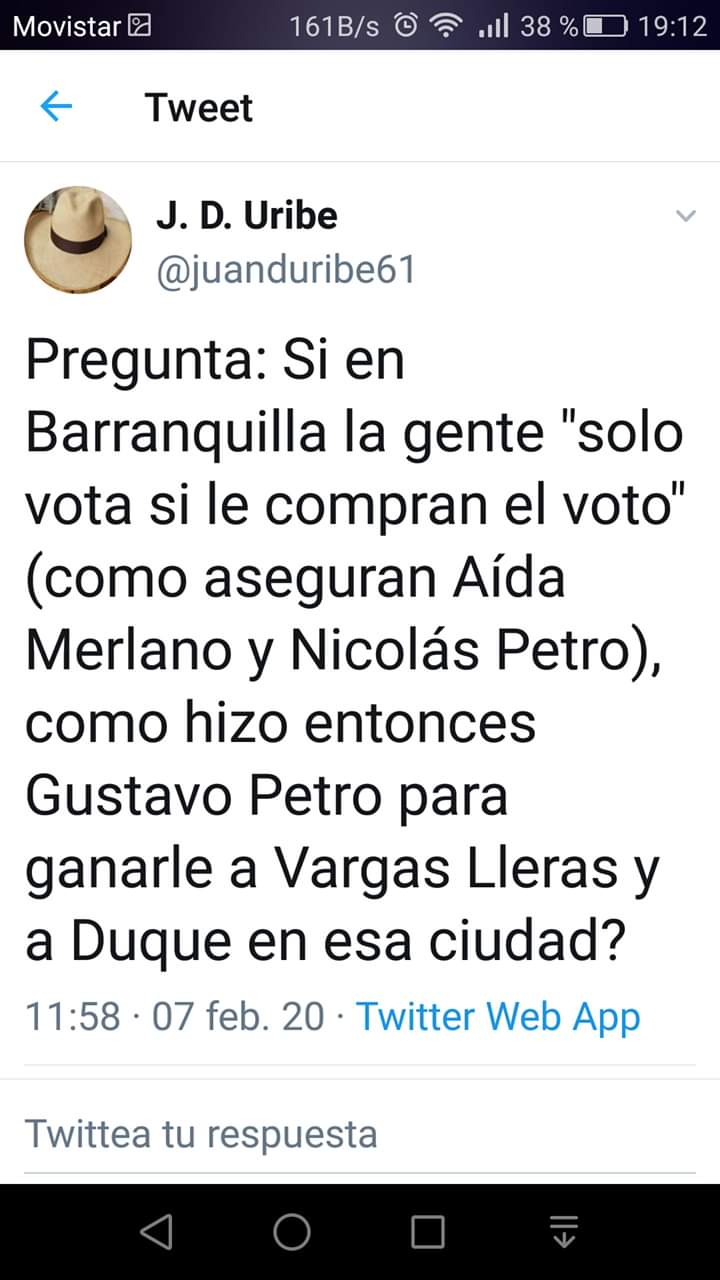 Movistar 161B/s 38 % 19:12
Tweet
J. D. Uribe
@juanduribe61
Pregunta: Si en
Barranquilla la gente "solo
vota si le compran el voto"
(como aseguran Aída
Merlano y Nicolás Petro),
como hizo entonces
Gustavo Petro para
ganarle a Vargas Lleras y
a Duque en esa ciudad?
11:58 · 07 feb. 20 · Twitter Web App
Twittea tu respuesta